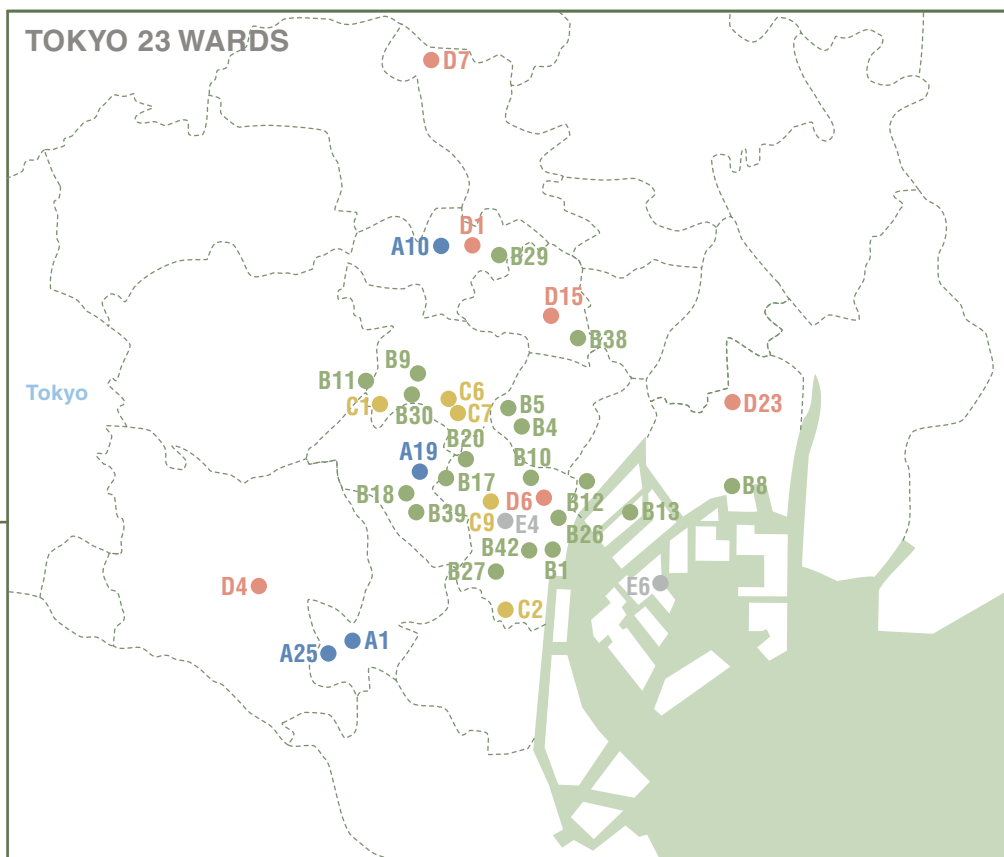 TOKYO 23 WARDS
D7
D1
A10
B29
D15
B38
Tokyo
B9
B11
C6
C1
B30
C7
B5
D23
B4
B20
A19
B10
B17
B18
D6
B12
B8
B39
C9
E4
B13
B26
B42
B1
B27
D4
E6
C2
A1
A25